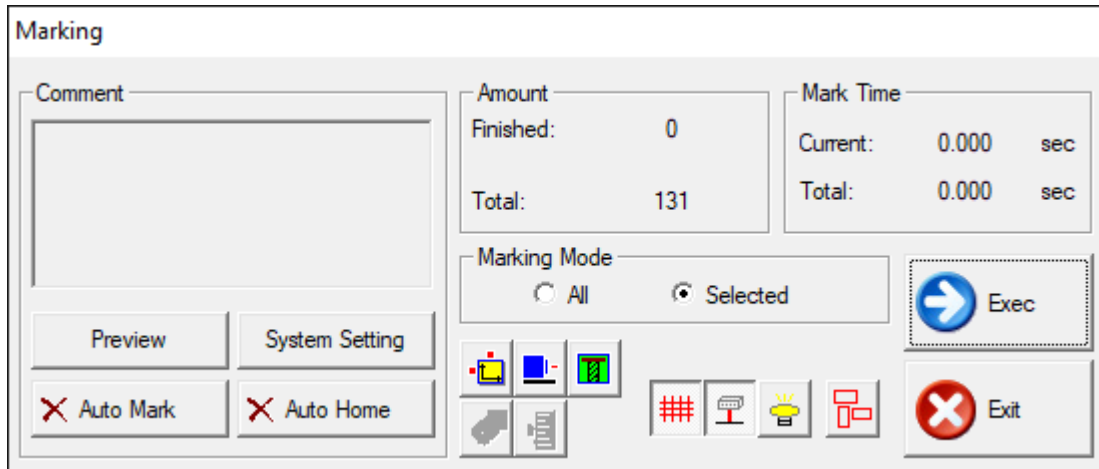 Marking
Comment
Amount
Finished: 0
Total: 131
Mark Time
Current: 0.000 sec
Total: 0.000 sec
Marking Mode
All Selected
Preview System Setting
Auto Mark Auto Home
Exec
Exit